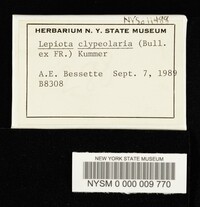 HERBARIUM N. Y. STATE MUSEUM
Lepiota clypeolaria (Bull.
ex FR.) Kummer
A.E. Bessette Sept. 7, 1989
B8308
NEW YORK STATE MUSEUM
NYSM 0 000 009 770